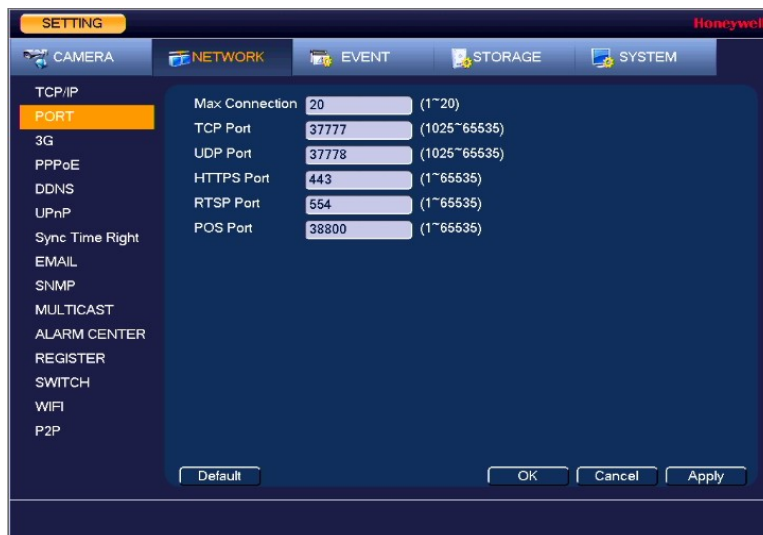 SETTING
Honeywell
CAMERA NETWORK EVENT STORAGE SYSTEM
TCP/IP
PORT
3G
PPPoE
DDNS
UPnP
Sync Time Right
EMAIL
SNMP
MULTICAST
ALARM CENTER
REGISTER
SWITCH
WIFI
P2P
Max Connection 20 (1~20)
TCP Port 37777 (1025~65535)
UDP Port 37778 (1025~65535)
HTTPS Port 443 (1~65535)
RTSP Port 554 (1~65535)
POS Port 38800 (1~65535)
Default OK Cancel Apply